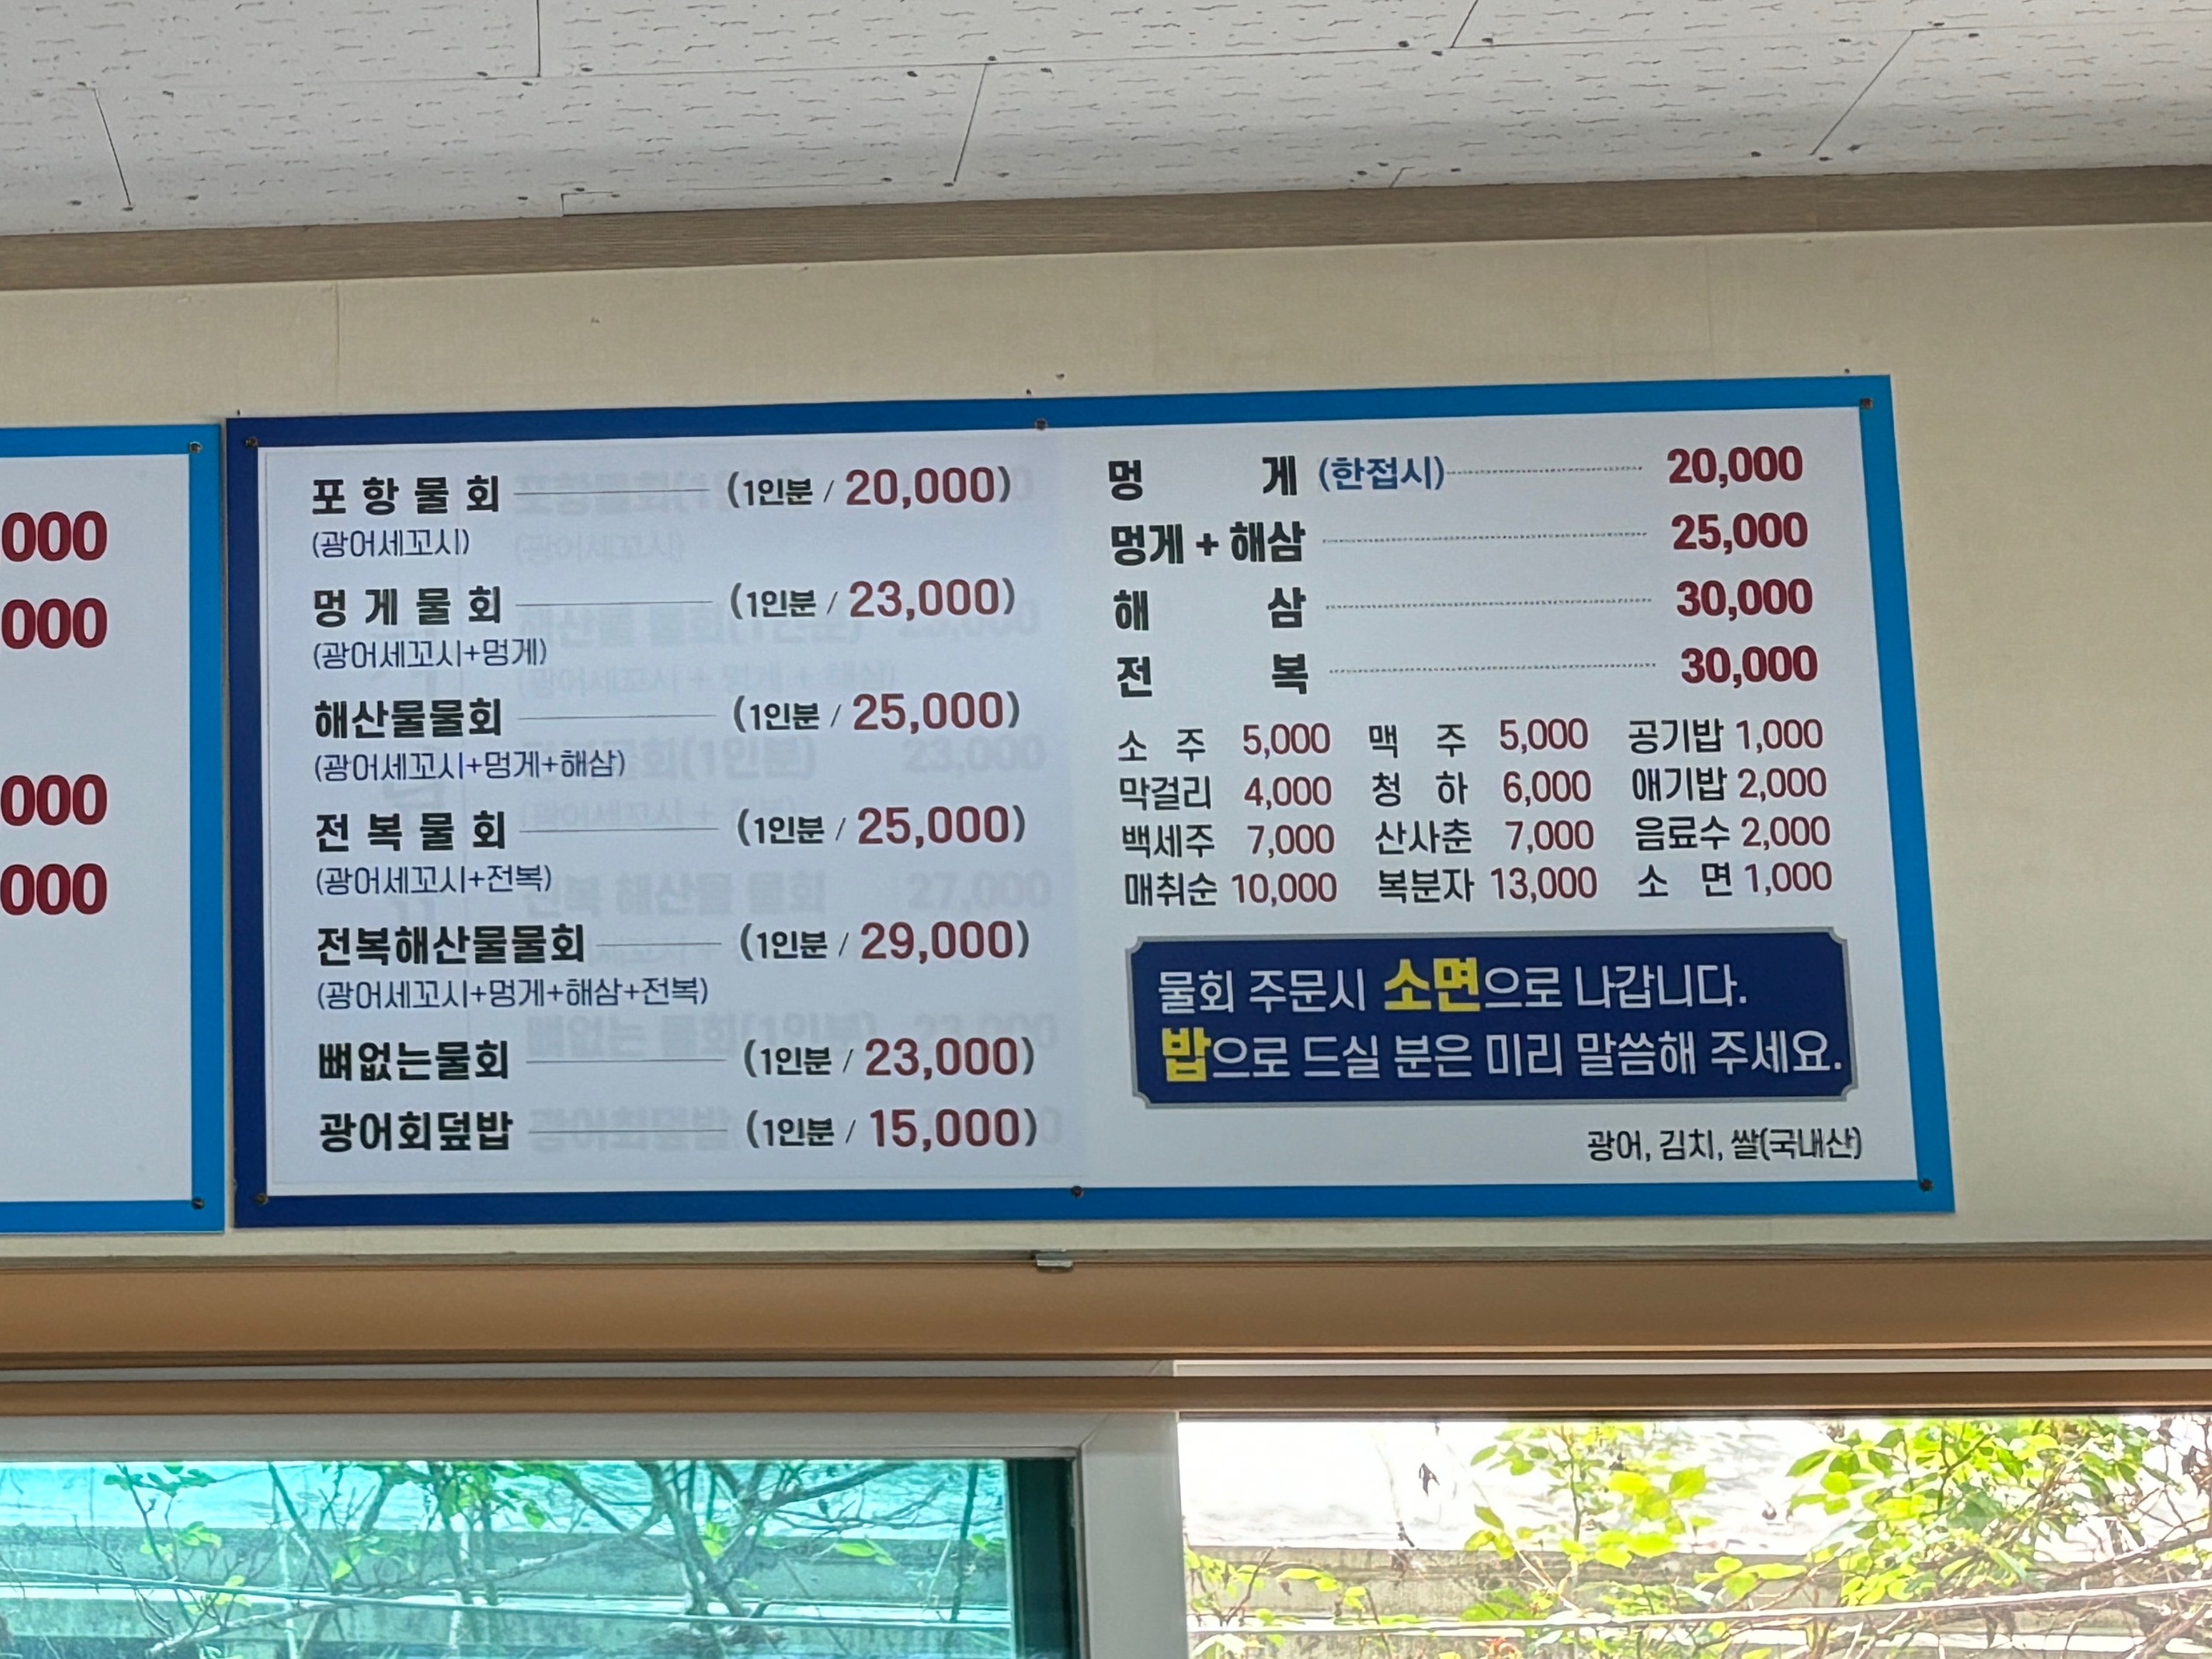 000
000
000
000
포항물회 (1인분 / 20,000)
(광어세꼬시)
멍게물회 (1인분 / 23,000)
(광어세꼬시+멍게)
해산물물회 (1인분 / 25,000)
(광어세꼬시+멍게+해삼)
전복물회 (1인분 / 25,000)
(광어세꼬시+전복)
전복해산물물회 (1인분 / 29,000)
(광어세꼬시+멍게+해삼+전복)
뼈없는물회 (1인분 / 23,000)
광어회덮밥 (1인분 / 15,000)
멍게 (한접시) 20,000
멍게 + 해삼 25,000
해삼 30,000
전복 30,000
소주 5,000 맥주 5,000 공기밥 1,000
막걸리 4,000 청하 6,000 애기밥 2,000
백세주 7,000 산사춘 7,000 음료수 2,000
매취순 10,000 복분자 13,000 소면 1,000
물회 주문시 소면으로 나갑니다.
밥으로 드실 분은 미리 말씀해 주세요.
광어, 김치, 쌀(국내산)